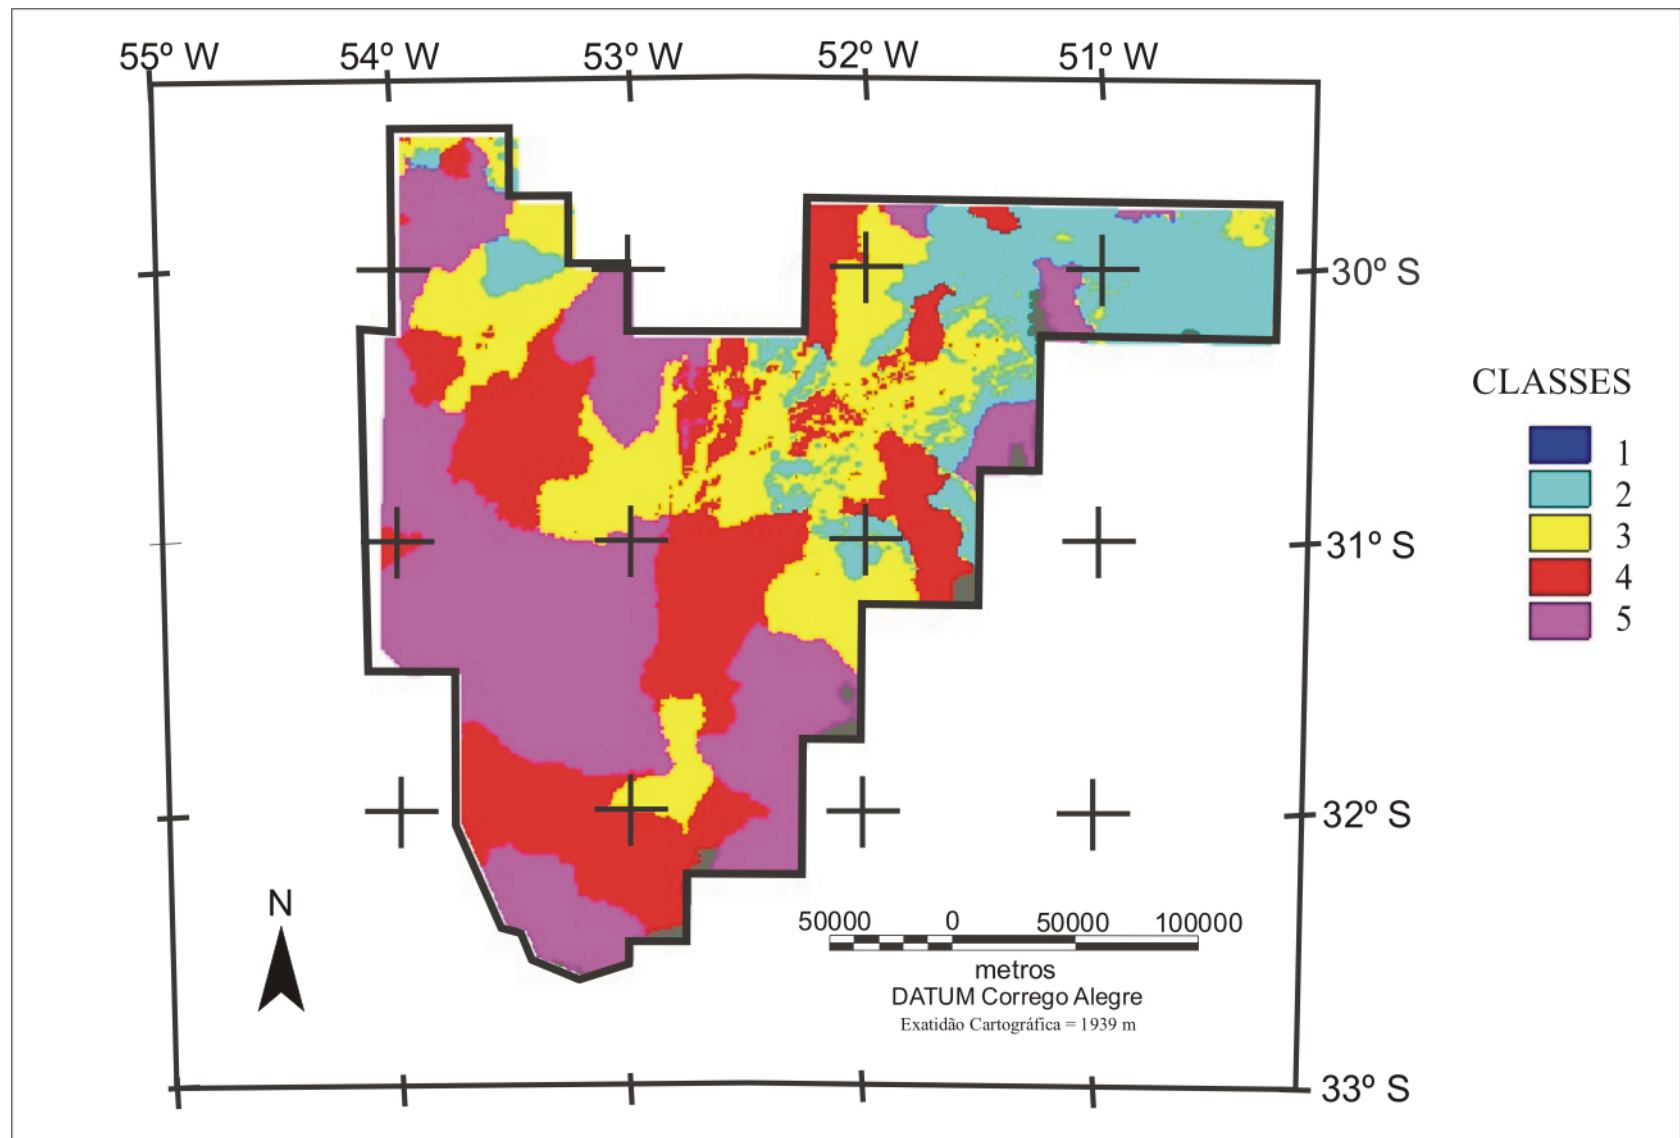 55º W 54º W 53º W 52º W 51º W
30º S
CLASSES
1
2
3
31º S
4
5
32º S
N
50000 0 50000 100000
metros
DATUM Corrego Alegre
Exatidão Cartográfica = 1939 m
33º S